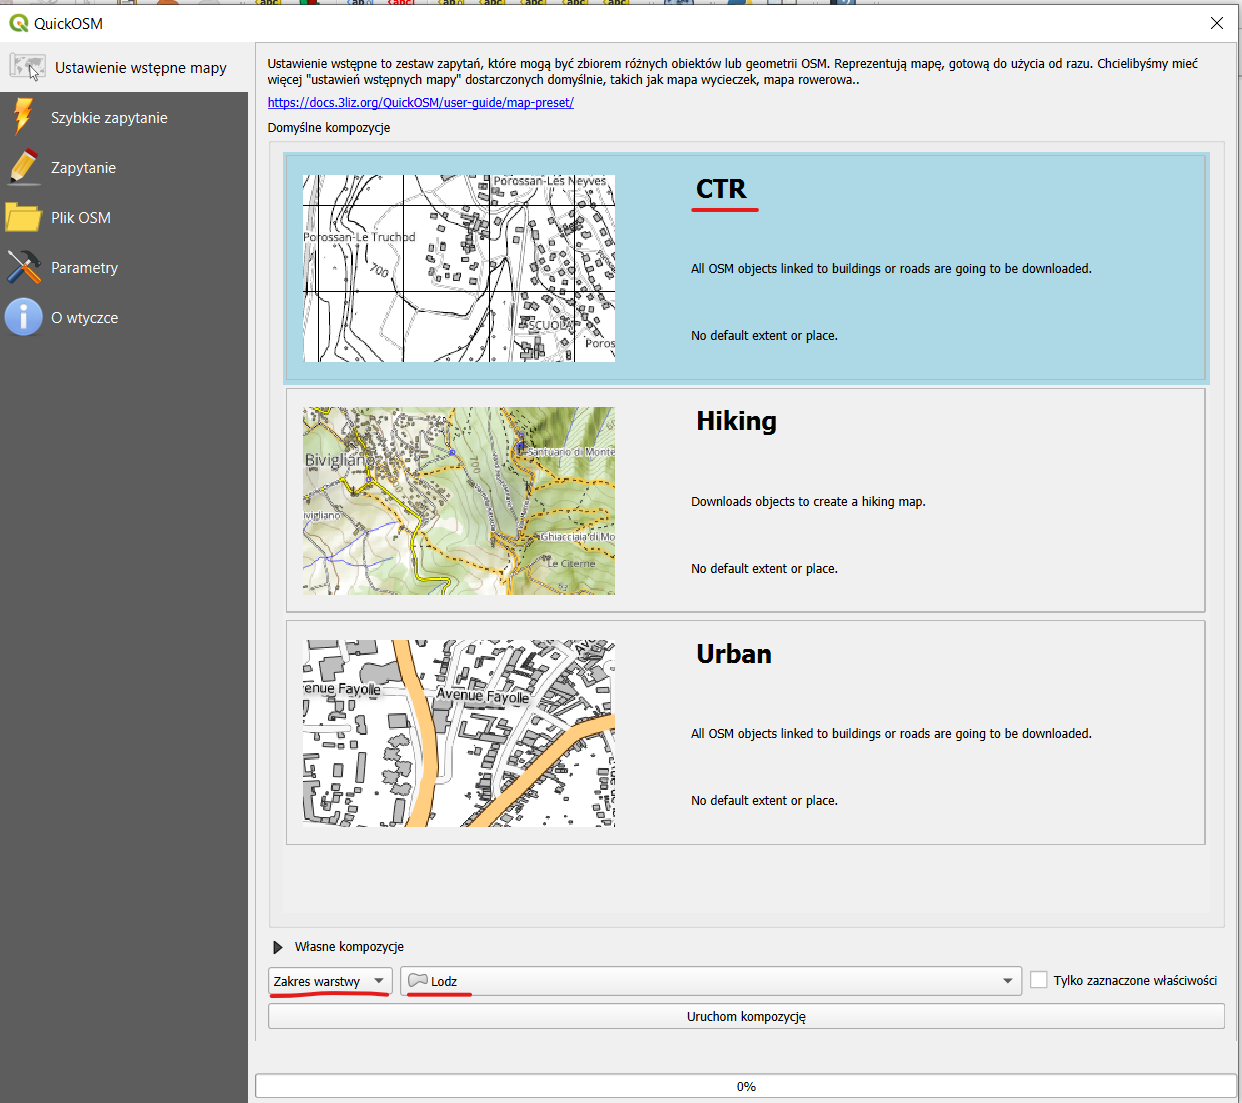 QuickOSM
Ustawienie wstępne mapy
Szybkie zapytanie
Zapytanie
Plik OSM
Parametry
O wtyczce
Ustawienie wstępne to zestaw zapytań, które mogą być zbiorem różnych obiektów lub geometrii OSM. Reprezentują mapę, gotową do użycia od razu. Chcielibyśmy mieć
więcej "ustawień wstępnych mapy" dostarczonych domyślnie, takich jak mapa wycieczek, mapa rowerowa..
https://docs.3liz.org/QuickOSM/user-guide/map-preset/
Domyślne kompozycje
Porossan-Les Neyves
Porossan-Le Truchad
700
SCUOLA
Poros
CTR
All OSM objects linked to buildings or roads are going to be downloaded.
No default extent or place.
Bivigliano
700
Santuario di Monte
ivigliano
Ghiacciaia di Mo
Le Citerne
Hiking
Downloads objects to create a hiking map.
No default extent or place.
enue Fayolle
Avenue Fayolle
Urban
All OSM objects linked to buildings or roads are going to be downloaded.
No default extent or place.
Własne kompozycje
Zakres warstwy
Lodz
Tylko zaznaczone właściwości
Uruchom kompozycję
0%